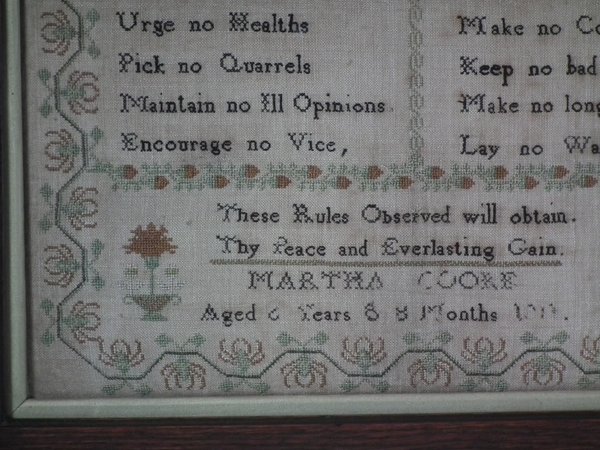 Urge no Healths
Pick no Quarrels
Maintain no Ill Opinions.
Encourage no Vice,
Make no
Keep no bad
Make no long
Lay no
These Rules Observed will obtain.
Thy Peace and Everlasting Gain.
MARTHA COOKE
Aged 6 Years & 8 Months